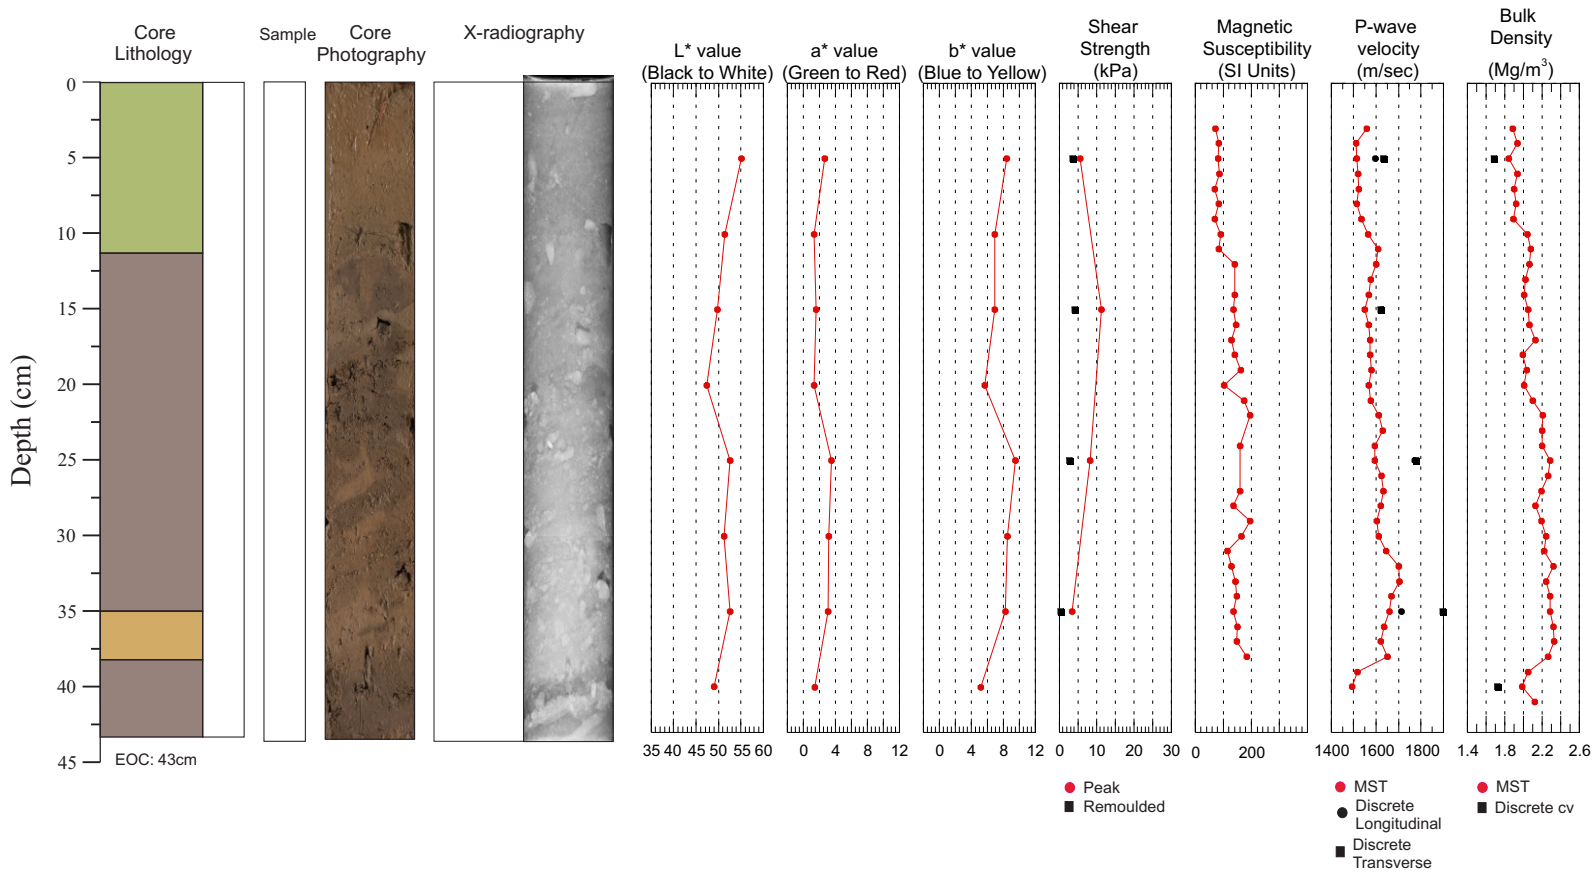 Core
Lithology
Sample
Core
Photography
X-radiography
L* value
(Black to White)
a* value
(Green to Red)
b* value
(Blue to Yellow)
Shear
Strength
(kPa)
Magnetic
Susceptibility
(SI Units)
P-wave
velocity
(m/sec)
Bulk
Density
(Mg/m³)
Depth (cm)
0
5
10
15
20
25
30
35
40
45
EOC: 43cm
35 40 45 50 55 60
0 4 8 12
0 4 8 12
0 10 20 30
0 200
1400 1600 1800
1.4 1.8 2.2 2.6
Peak
Remoulded
MST
Discrete
Longitudinal
Discrete
Transverse
MST
Discrete cv